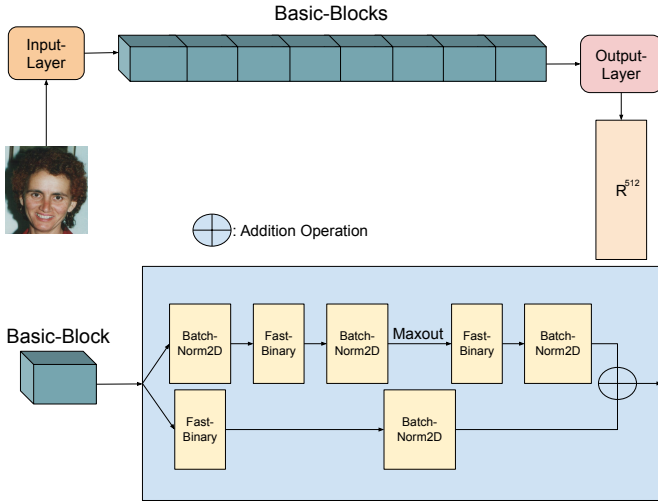 Basic-Blocks
Input-
Layer
Output-
Layer
R^512
: Addition Operation
Basic-Block
Batch-
Norm2D
Fast-
Binary
Batch-
Norm2D
Maxout
Fast-
Binary
Batch-
Norm2D
Fast-
Binary
Batch-
Norm2D